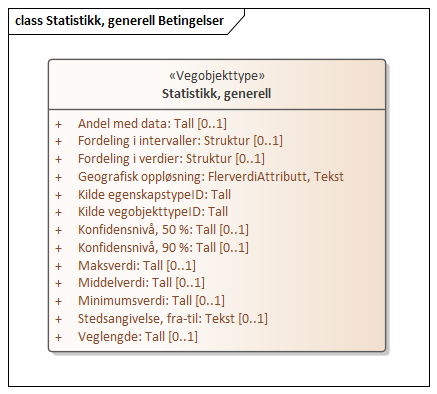 class Statistikk, generell Betingelser
«Vegobjekttype»
Statistikk, generell
+ Andel med data: Tall [0..1]
+ Fordeling i intervaller: Struktur [0..1]
+ Fordeling i verdier: Struktur [0..1]
+ Geografisk oppløsning: FlerverdiAttributt, Tekst
+ Kilde egenskapstypeID: Tall
+ Kilde vegobjekttypeID: Tall
+ Konfidensnivå, 50 %: Tall [0..1]
+ Konfidensnivå, 90 %: Tall [0..1]
+ Maksverdi: Tall [0..1]
+ Middelverdi: Tall [0..1]
+ Minimumsverdi: Tall [0..1]
+ Stedsangivelse, fra-til: Tekst [0..1]
+ Veglengde: Tall [0..1]